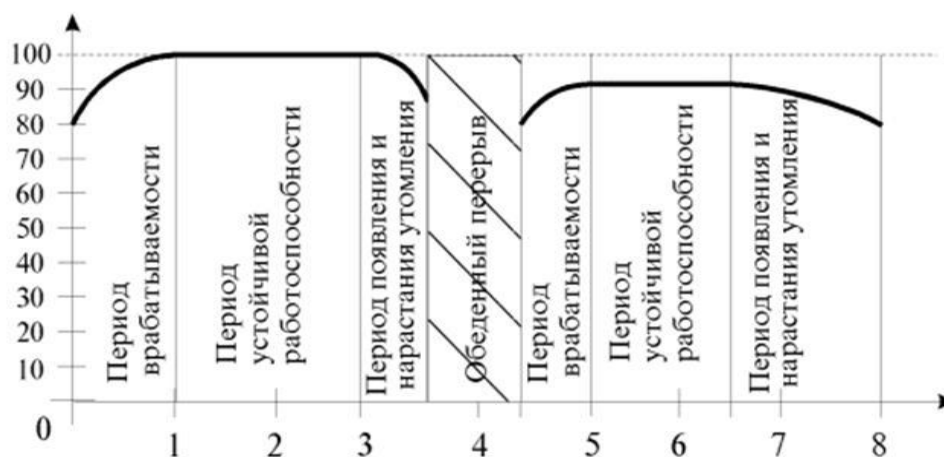 100
90
80
70
60
50
40
30
20
10
0
Период
врабатываемости
Период
устойчивой
работоспособности
Период появления и
нарастания утомления
Обеденный перерыв
Период
врабатываемости
Период
устойчивой
работоспособности
Период появления и
нарастания утомления
1 2 3 4 5 6 7 8